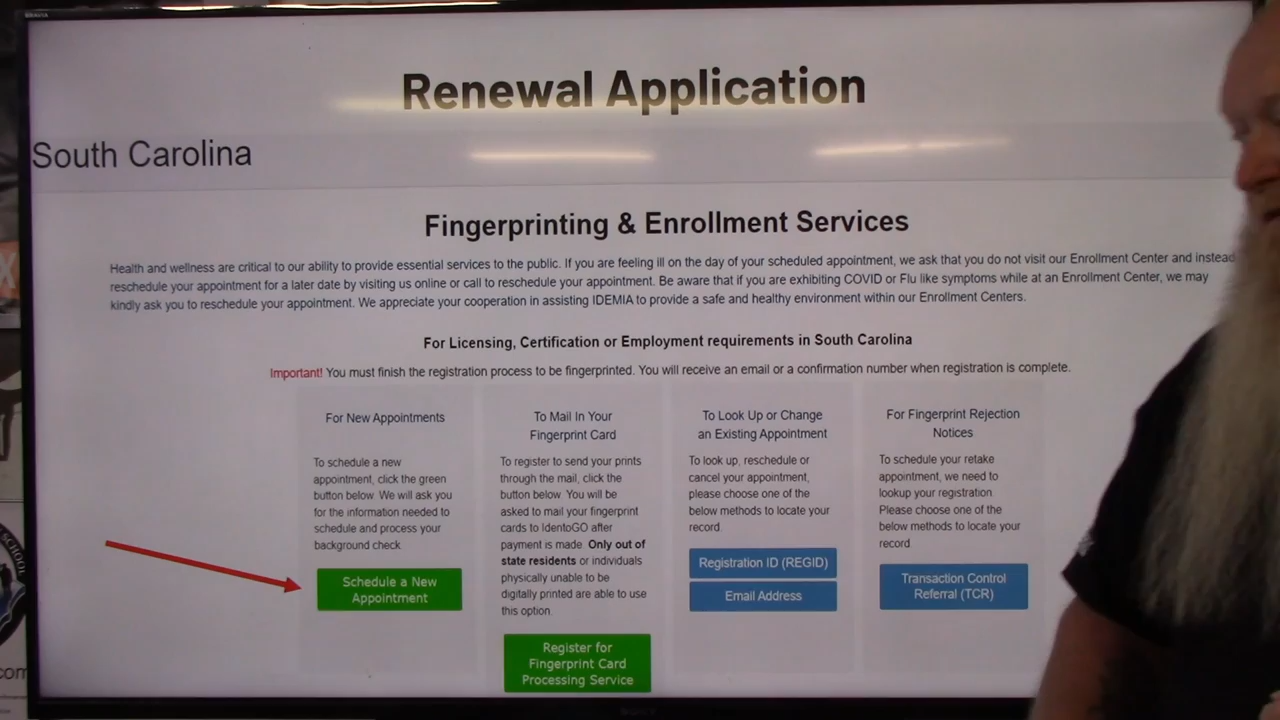 Renewal Application
South Carolina
Fingerprinting & Enrollment Services
Health and wellness are critical to our ability to provide essential services to the public. If you are feeling ill on the day of your scheduled appointment, we ask that you do not visit our Enrollment Center and instead
reschedule your appointment for a later date by visiting us online or call to reschedule your appointment. Be aware that if you are exhibiting COVID or Flu like symptoms while at an Enrollment Center, we may
kindly ask you to reschedule your appointment. We appreciate your cooperation in assisting IDEMIA to provide a safe and healthy environment within our Enrollment Centers.
For Licensing, Certification or Employment requirements in South Carolina
Important! You must finish the registration process to be fingerprinted. You will receive an email or a confirmation number when registration is complete.
For New Appointments
To schedule a new
appointment, click the green
button below. We will ask you
for the information needed to
schedule and process your
background check.
Schedule a New
Appointment
To Mail In Your
Fingerprint Card
To register to send your prints
through the mail, click the
button below. You will be
asked to mail your fingerprint
cards to IdentoGO after
payment is made. Only out of
state residents or individuals
physically unable to be
digitally printed are able to use
this option.
Register for
Fingerprint Card
Processing Service
To Look Up or Change
an Existing Appointment
To look up, reschedule or
cancel your appointment,
please choose one of the
below methods to locate your
record.
Registration ID (REGID)
Email Address
For Fingerprint Rejection
Notices
To schedule your retake
appointment, we need to
lookup your registration.
Please choose one of the
below methods to locate your
record.
Transaction Control
Referral (TCR)
SCHOOL
.com